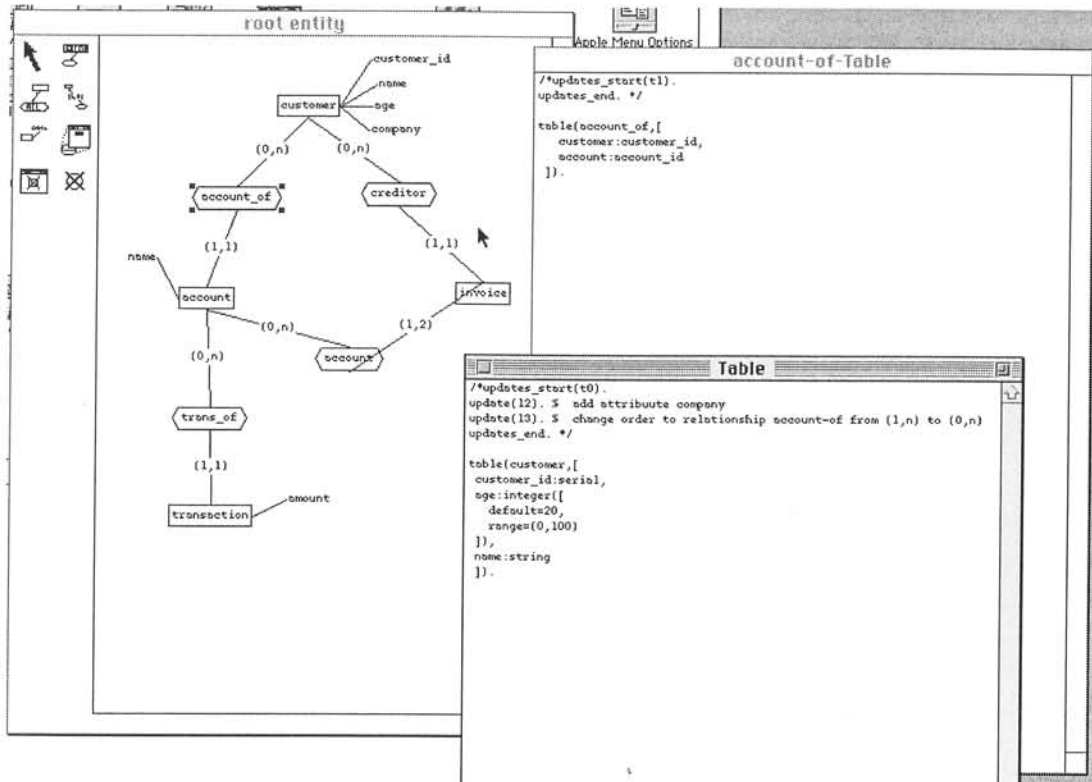 root entity
customer_id
name
customer
age
company
(0,n)
(0,n)
account_of
creditor
(1,1)
(1,1)
name
account
invoice
(0,n)
(1,2)
(0,n)
account
trans_of
(1,1)
amount
transaction
Apple Menu Options
account-of-Table
/*updates_start(t1).
updates_end. */
table(account_of,[
customer:customer_id,
account:account_id
]).
Table
/*updates_start(t0).
update(12). % add attribuute company
update(13). % change order to relationship account-of from (1,n) to (0,n)
updates_end. */
table(customer,[
customer_id:serial,
age:integer([
default=20,
range=(0,100)
]),
name:string
]).